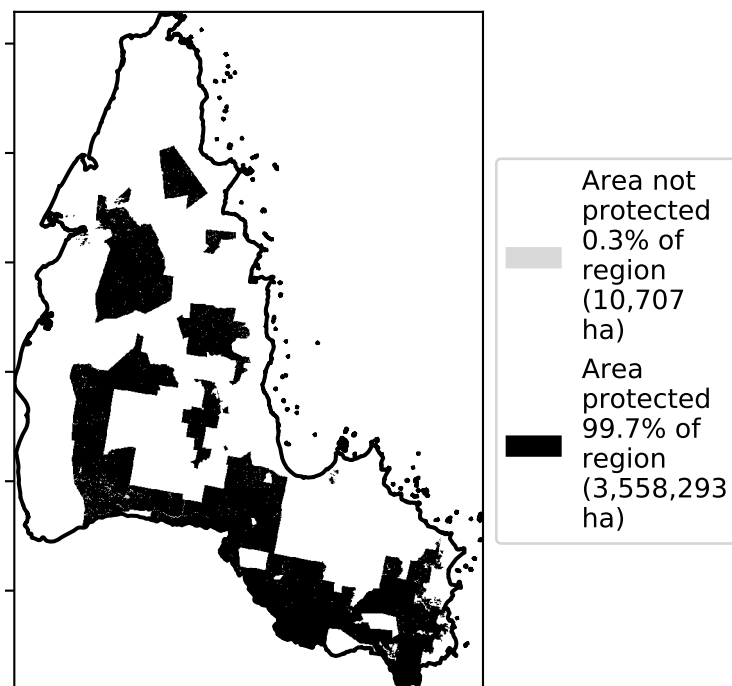 Area not
protected
0.3% of
region
(10,707
ha)
Area
protected
99.7% of
region
(3,558,293
ha)